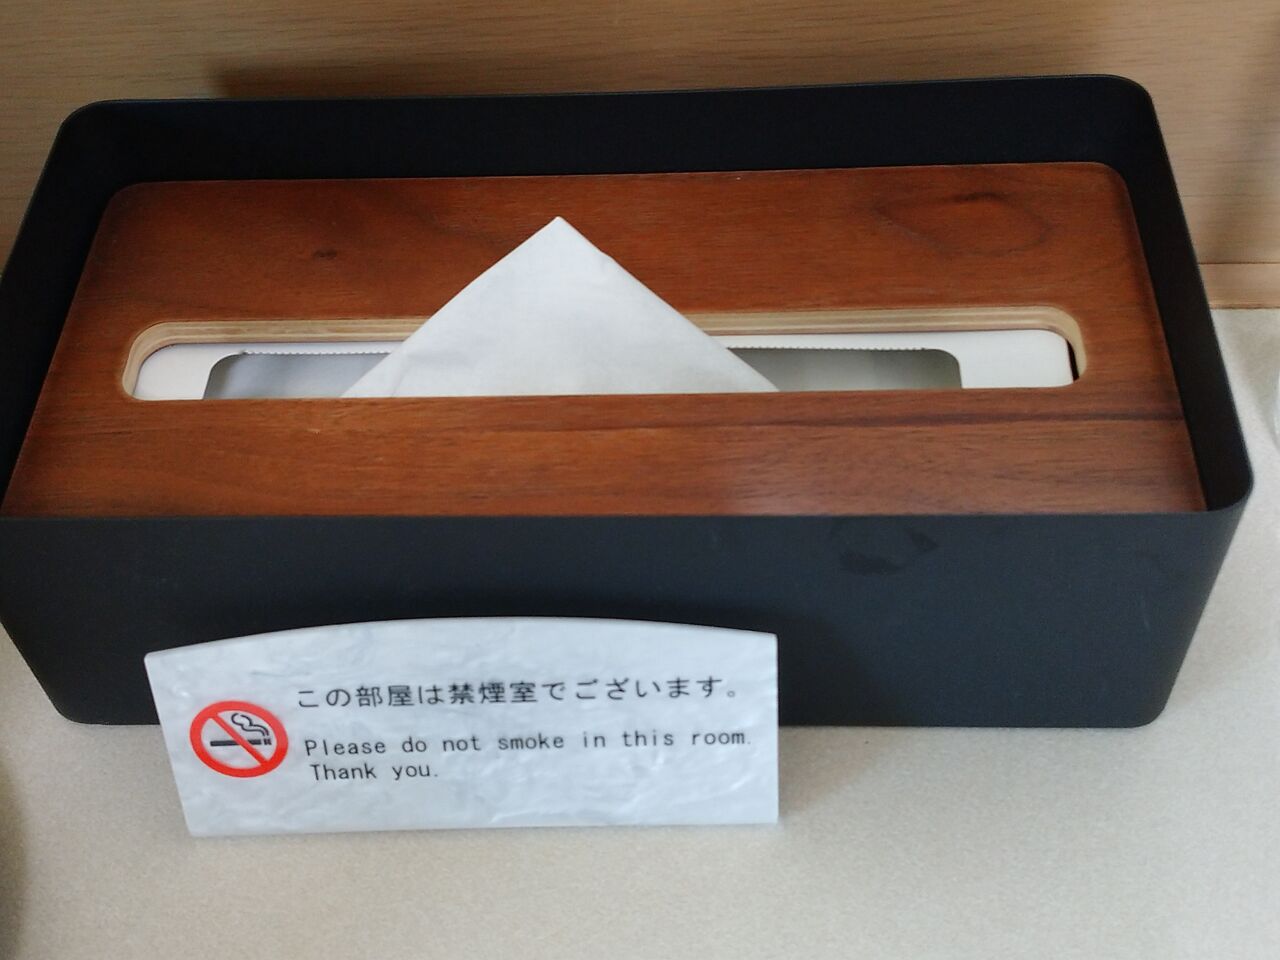 この部屋は禁煙室でございます。
Please do not smoke in this room.
Thank you.